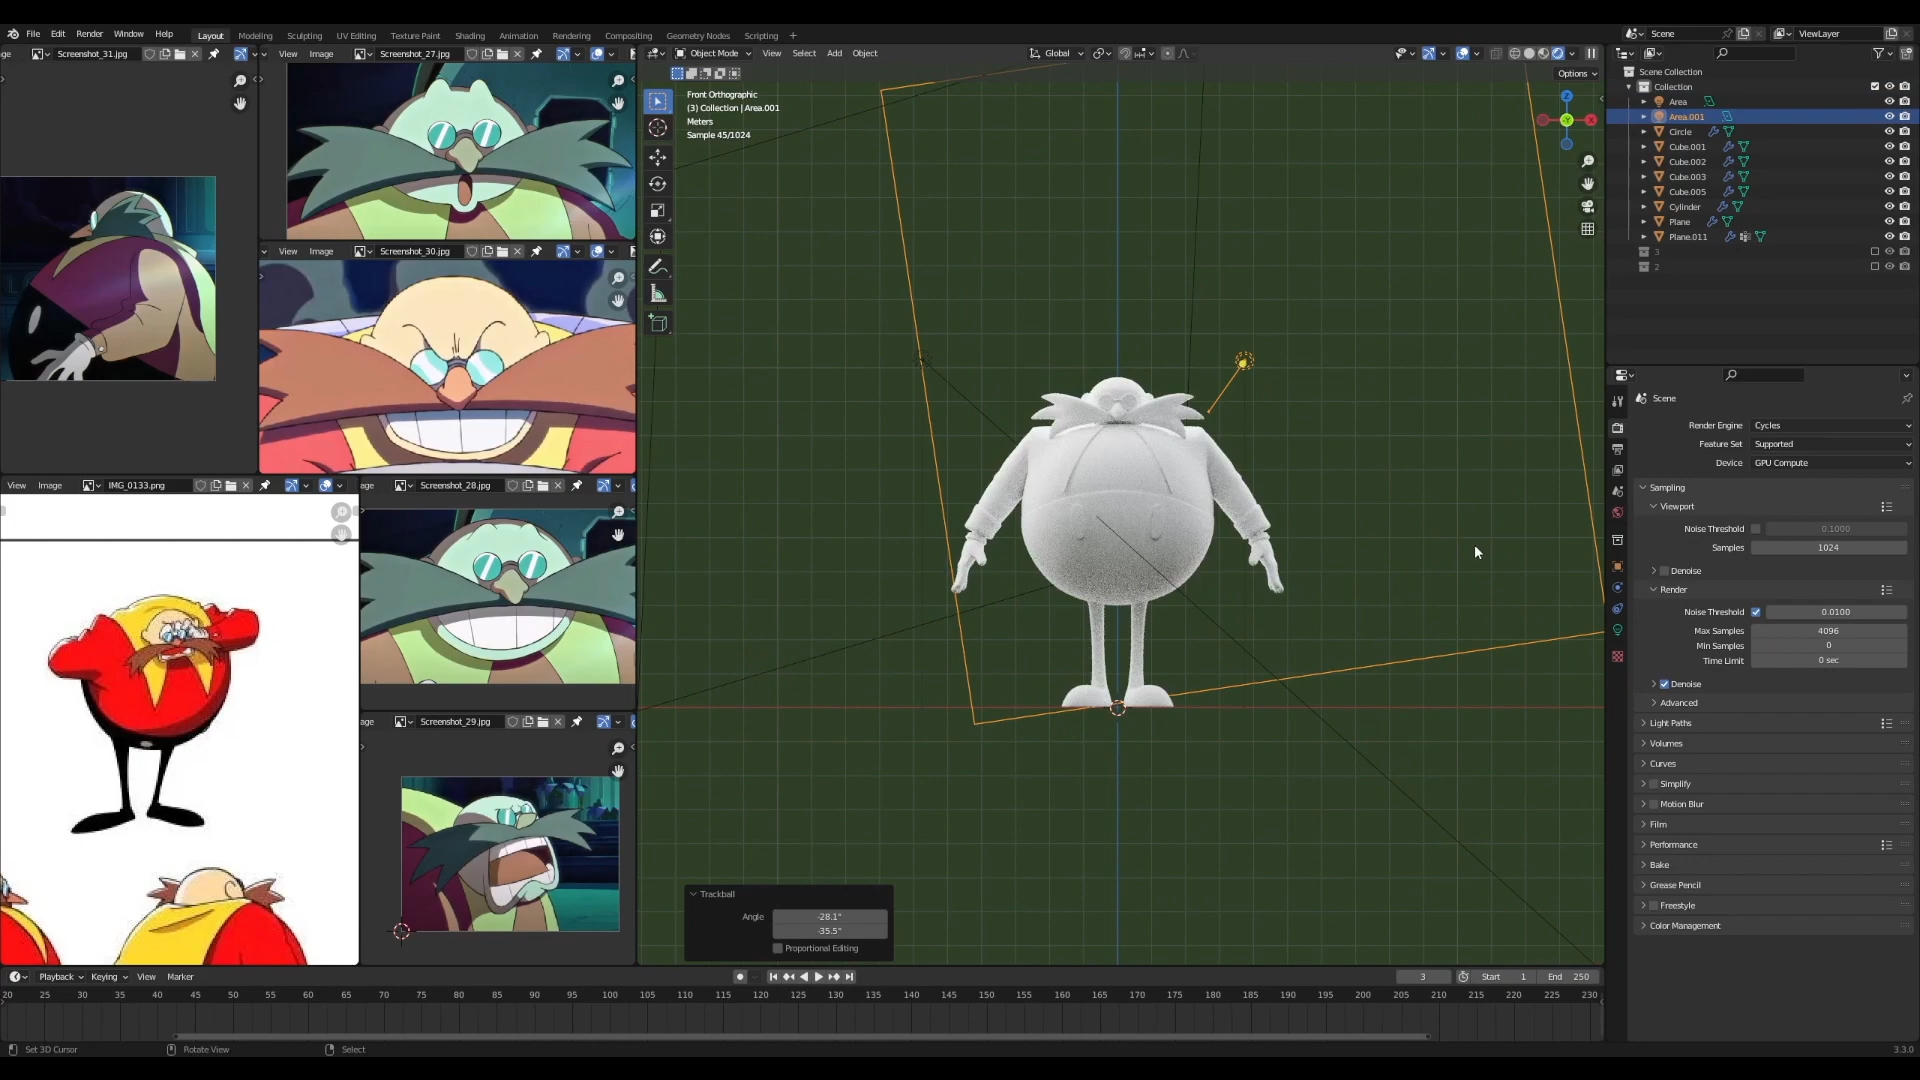 File Edit Render Window Help Layout Modeling Sculpting UV Editing Texture Paint Shading Animation Rendering Compositing Geometry Nodes Scripting + Scene ViewLayer
ge Screenshot_31.jpg View Image Screenshot_27.jpg Object Mode View Select Add Object Global
Options
Scene Collection
Collection
Area
Area.001
Circle
Cube.001
Cube.002
Cube.003
Cube.005
Cylinder
Plane
Plane.011
3
2
Front Orthographic
(3) Collection | Area.001
Meters
Sample 45/1024
Z
X
Y
View Image Screenshot_30.jpg
View Image IMG_0133.png
age Screenshot_28.jpg
age Screenshot_29.jpg
Scene
Render Engine Cycles
Feature Set Supported
Device GPU Compute
Sampling
Viewport
Noise Threshold 0.1000
Samples 1024
Denoise
Render
Noise Threshold 0.0100
Max Samples 4096
Min Samples 0
Time Limit 0 sec
Denoise
Advanced
Light Paths
Volumes
Curves
Simplify
Motion Blur
Film
Performance
Bake
Grease Pencil
Freestyle
Color Management
Trackball
Angle -28.1°
-35.5°
Proportional Editing
Playback Keying View Marker 3 Start 1 End 250
20 25 30 35 40 45 50 55 60 65 70 75 80 85 90 95 100 105 110 115 120 125 130 135 140 145 150 155 160 165 170 175 180 185 190 195 200 205 210 215 220 225 230
Set 3D Cursor Rotate View Select 3.3.0